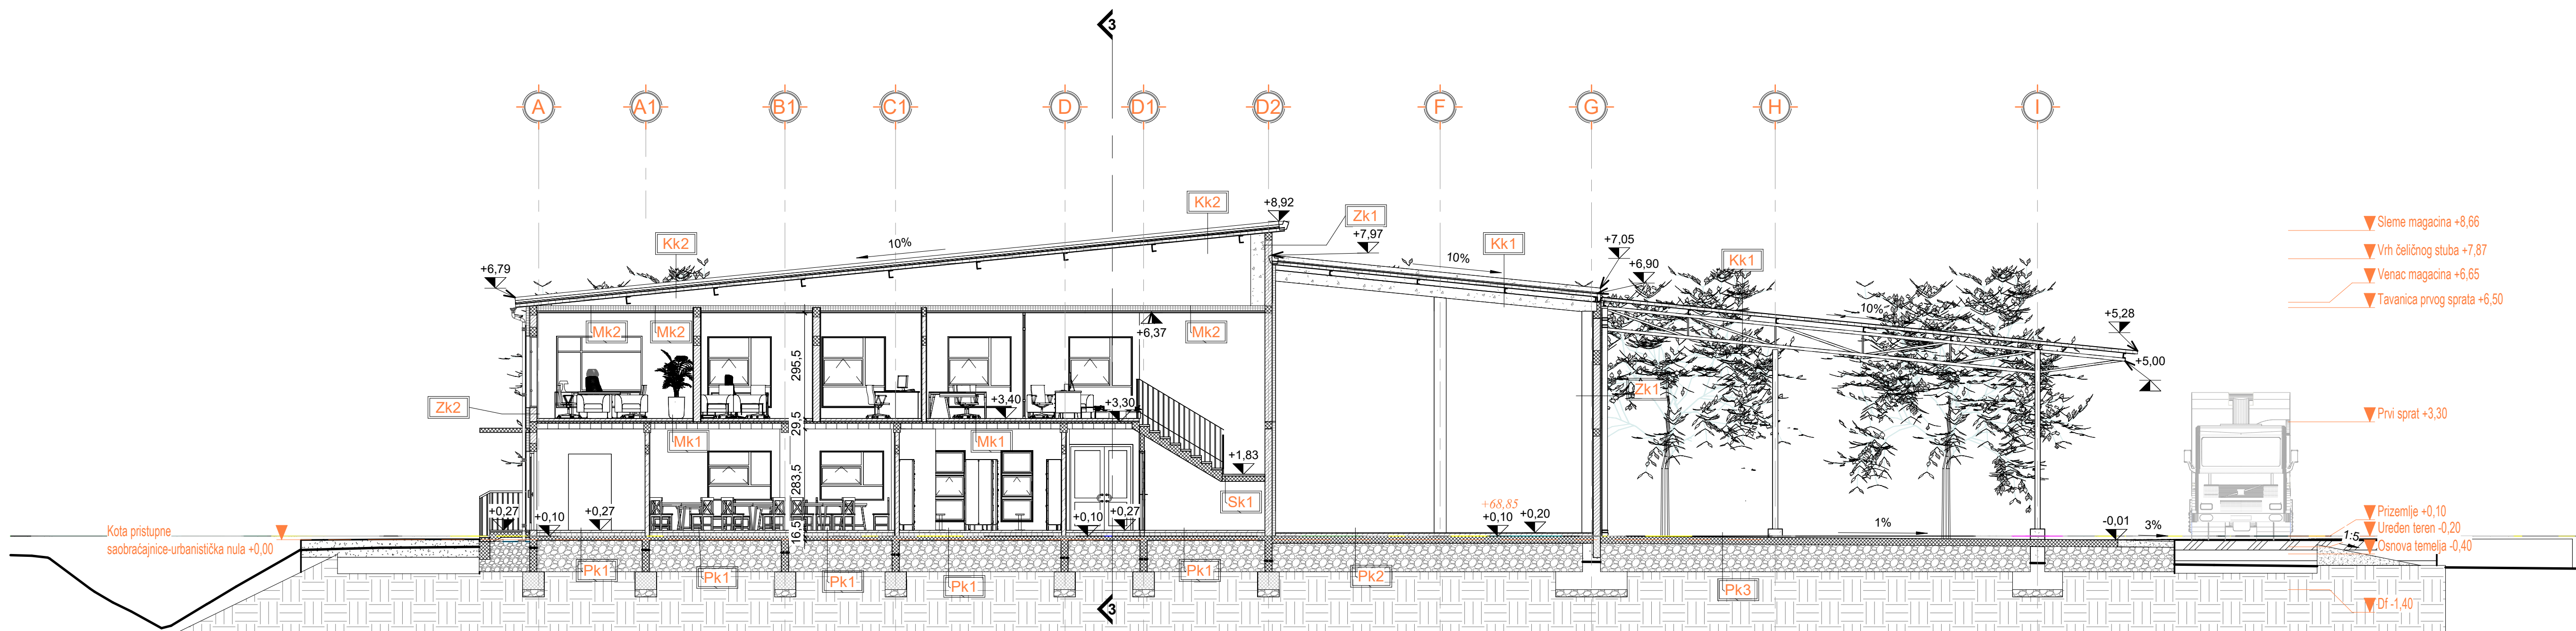 3
A
A1
B1
C1
D
D1
D2
F
G
H
I
Kk2
+8,92
Zk1
+7,97
Kk2
10%
Kk1
10%
+7,05
+6,90
Kk1
+6,79
Sleme magacina +8,66
Vrh čeličnog stuba +7,87
Venac magacina +6,65
Tavanica prvog sprata +6,50
Mk2
Mk2
+6,37
Mk2
10%
+5,28
+5,00
295,5
Zk1
Zk2
+3,40
+3,30
Prvi sprat +3,30
29,5
Mk1
Mk1
+1,83
283,5
Sk1
+68,85
+0,27
+0,10
+0,27
16,5
+0,10
+0,27
+0,10
+0,20
1%
-0,01
3%
Prizemlje +0,10
Uređen teren -0,20
1:5
Osnova temelja -0,40
Kota pristupne
saobraćajnice-urbanistička nula +0,00
Pk1
Pk1
Pk1
Pk1
Pk1
Pk2
Pk3
Df -1,40
3